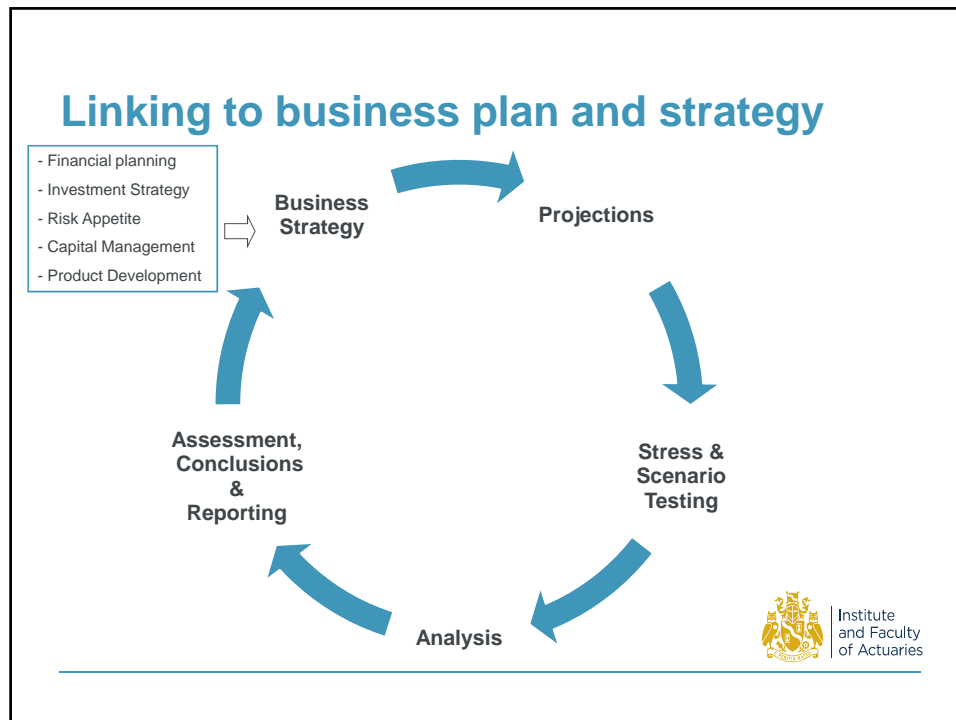 Linking to business plan and strategy
- Financial planning
- Investment Strategy
- Risk Appetite
- Capital Management
- Product Development
Business
Strategy
Projections
Stress &
Scenario
Testing
Analysis
Assessment,
Conclusions
&
Reporting
Institute
and Faculty
of Actuaries